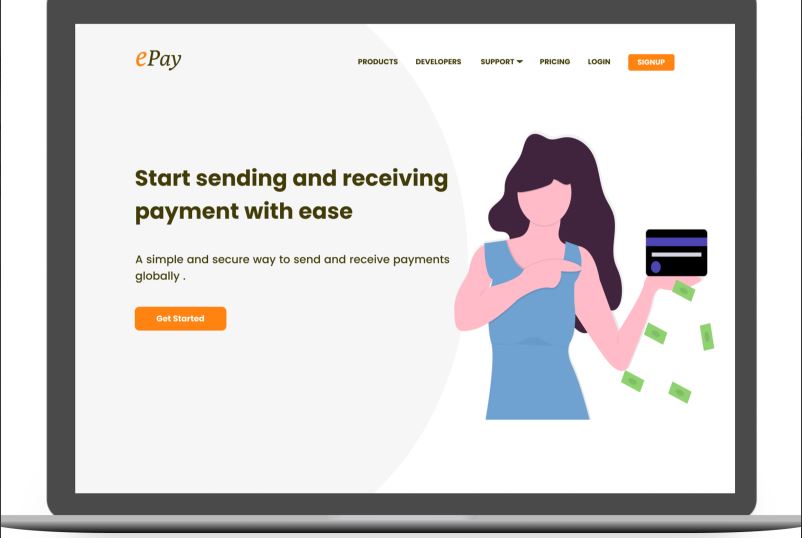 ePay
PRODUCTS DEVELOPERS SUPPORT PRICING LOGIN SIGNUP
Start sending and receiving
payment with ease
A simple and secure way to send and receive payments
globally .
Get Started